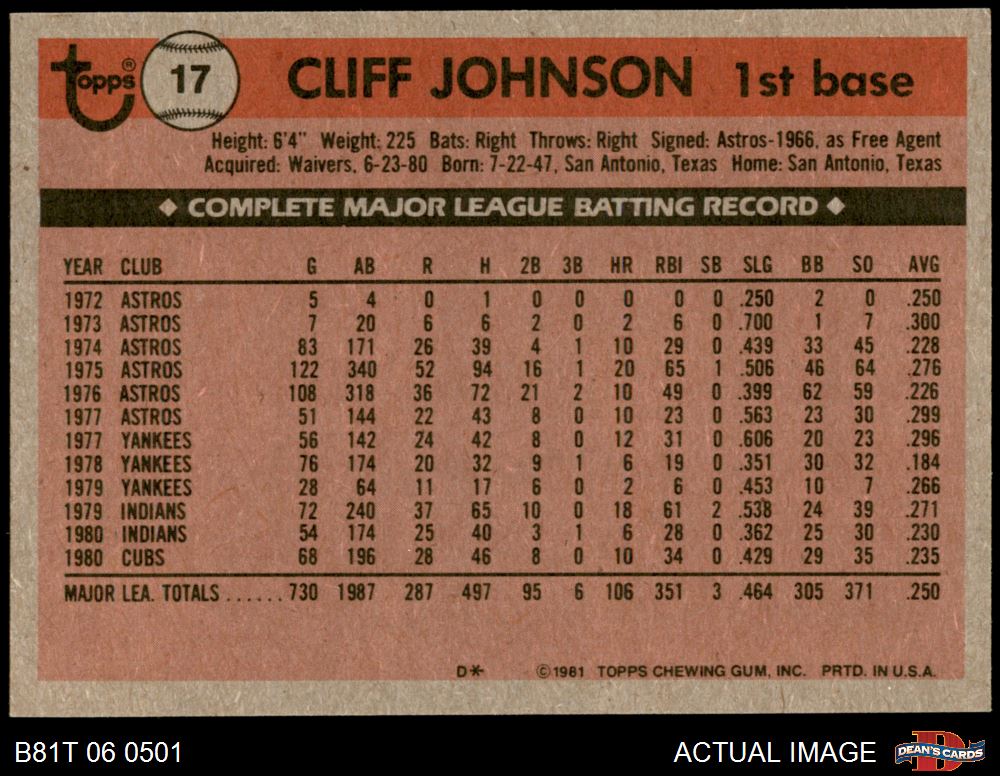 Topps® 17 CLIFF JOHNSON 1st base
Height: 6'4" Weight: 225 Bats: Right Throws: Right Signed: Astros-1966, as Free Agent
Acquired: Waivers, 6-23-80 Born: 7-22-47, San Antonio, Texas Home: San Antonio, Texas
◆ COMPLETE MAJOR LEAGUE BATTING RECORD ◆
YEAR CLUB G AB R H 2B 3B HR RBI SB SLG BB SO AVG
1972 ASTROS 5 4 0 1 0 0 0 0 0 .250 2 0 .250
1973 ASTROS 7 20 6 6 2 0 2 6 0 .700 1 7 .300
1974 ASTROS 83 171 26 39 4 1 10 29 0 .439 33 45 .228
1975 ASTROS 122 340 52 94 16 1 20 65 1 .506 46 64 .276
1976 ASTROS 108 318 36 72 21 2 10 49 0 .399 62 59 .226
1977 ASTROS 51 144 22 43 8 0 10 23 0 .563 23 30 .299
1977 YANKEES 56 142 24 42 8 0 12 31 0 .606 20 23 .296
1978 YANKEES 76 174 20 32 9 1 6 19 0 .351 30 32 .184
1979 YANKEES 28 64 11 17 6 0 2 6 0 .453 10 7 .266
1979 INDIANS 72 240 37 65 10 0 18 61 2 .538 24 39 .271
1980 INDIANS 54 174 25 40 3 1 6 28 0 .362 25 30 .230
1980 CUBS 68 196 28 46 8 0 10 34 0 .429 29 35 .235
MAJOR LEA. TOTALS ...... 730 1987 287 497 95 6 106 351 3 .464 305 371 .250
D* ©1981 TOPPS CHEWING GUM, INC. PRTD. IN U.S.A.
B81T 06 0501 ACTUAL IMAGE DEAN'S CARDS